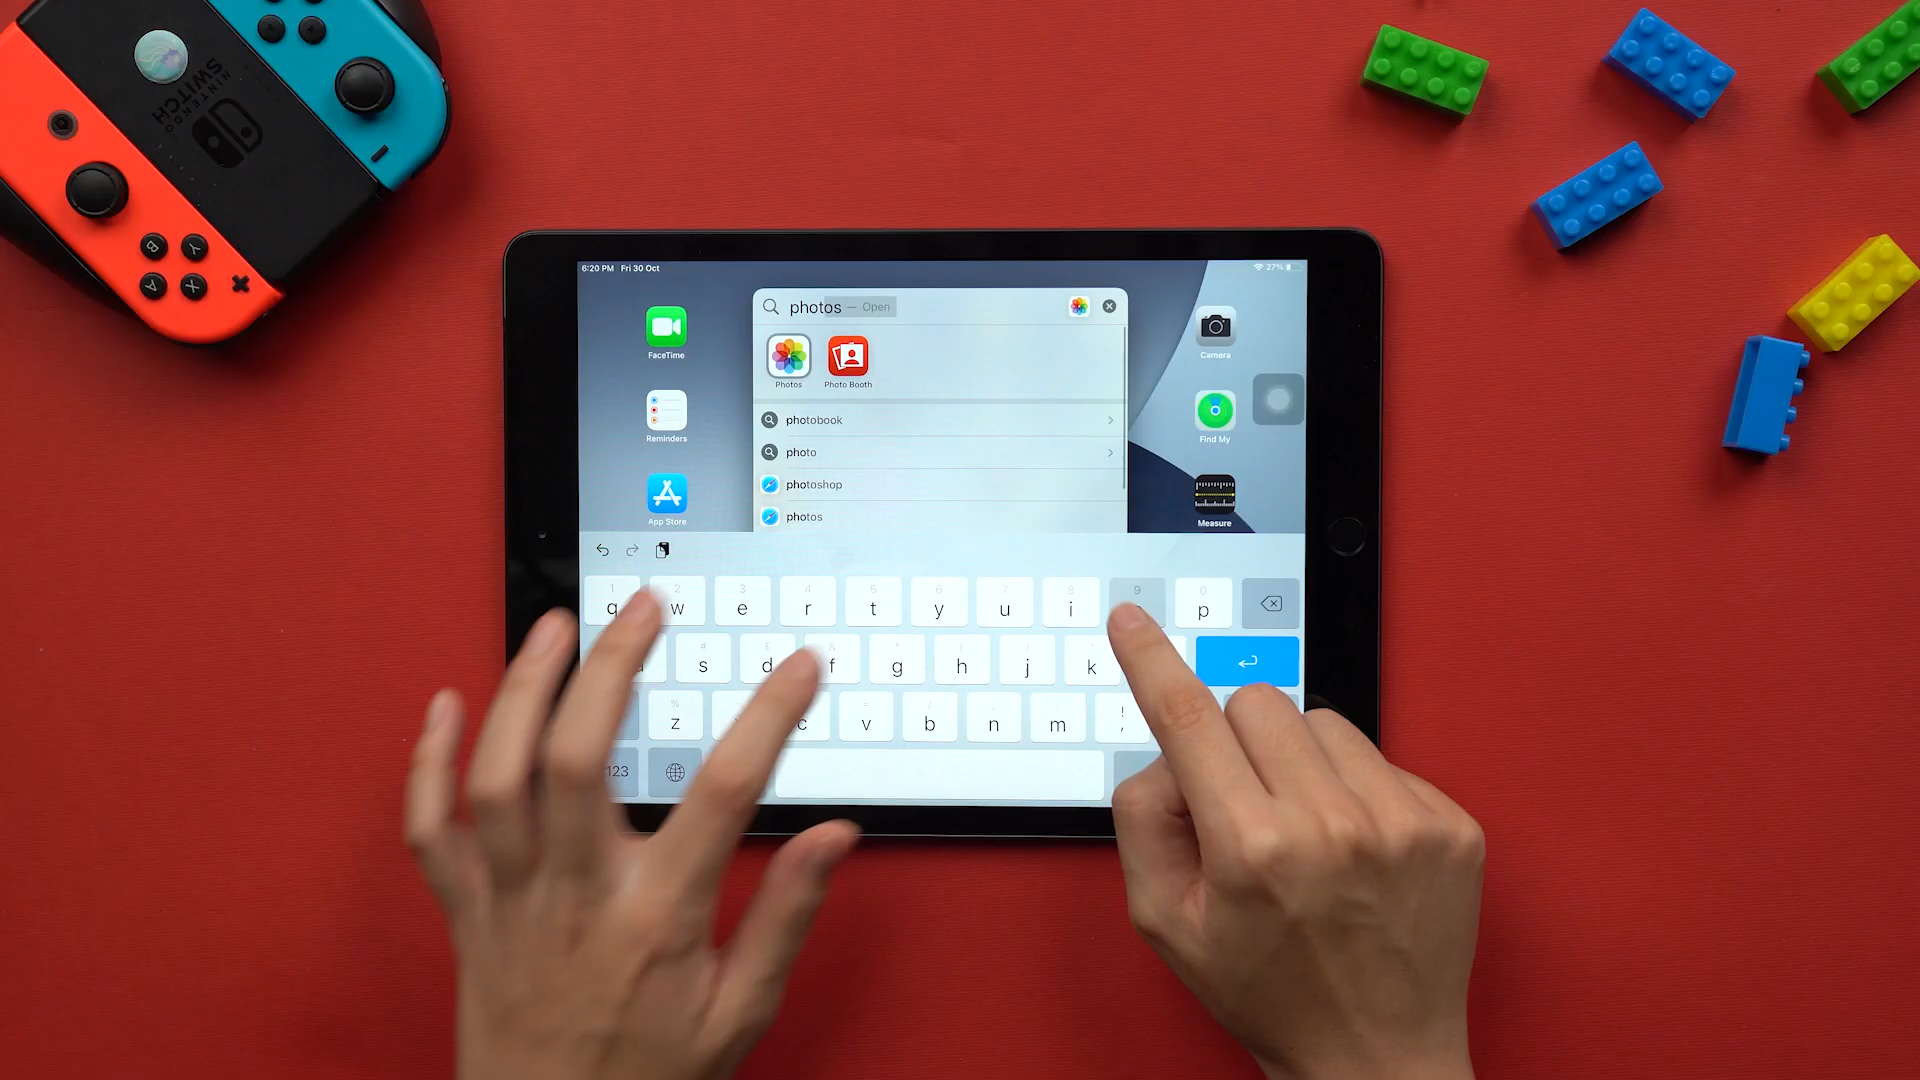 NINTENDO
SWITCH
Y
B
X
A
6:20 PM Fri 30 Oct
27%
photos — Open
FaceTime
Camera
Photos
Photo Booth
photobook
Reminders
Find My
photo
photoshop
photos
App Store
Measure
1 2 3 4 5 6 7 8 9 0
q w e r t y u i p
# £ &
s d f g h j k
% !
z c v b n m ,
123